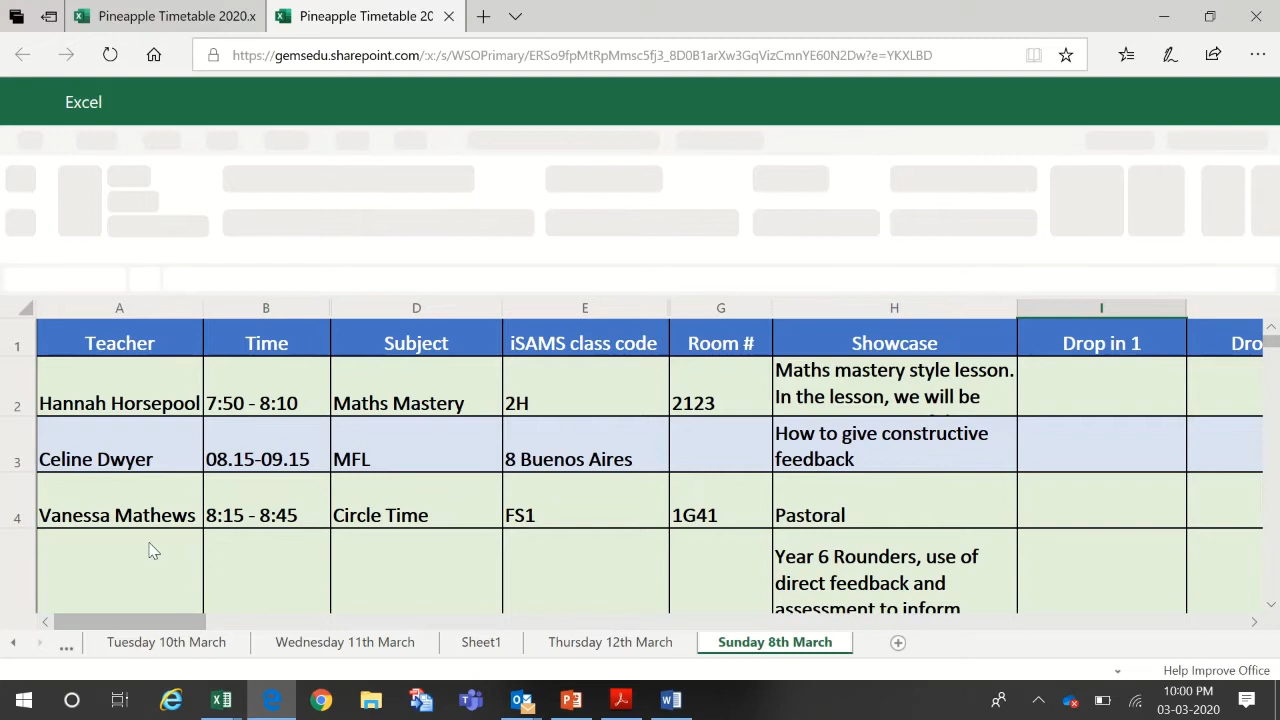 Pineapple Timetable 2020.x
Pineapple Timetable 20
https://gemsedu.sharepoint.com/:x:/s/WSOPrimary/ERSo9fpMtRpMmsc5fj3_8D0B1arXw3GqVizCmnYE60N2Dw?e=YKXLBD
Excel
A B D E G H I
1 Teacher Time Subject iSAMS class code Room # Showcase Drop in 1 Dro
Maths mastery style lesson.
In the lesson, we will be
2 Hannah Horsepool 7:50 - 8:10 Maths Mastery 2H 2123
How to give constructive
3 Celine Dwyer 08.15-09.15 MFL 8 Buenos Aires feedback
4 Vanessa Mathews 8:15 - 8:45 Circle Time FS1 1G41 Pastoral
Year 6 Rounders, use of
direct feedback and
assessment to inform
... Tuesday 10th March Wednesday 11th March Sheet1 Thursday 12th March Sunday 8th March
Help Improve Office
10:00 PM
03-03-2020